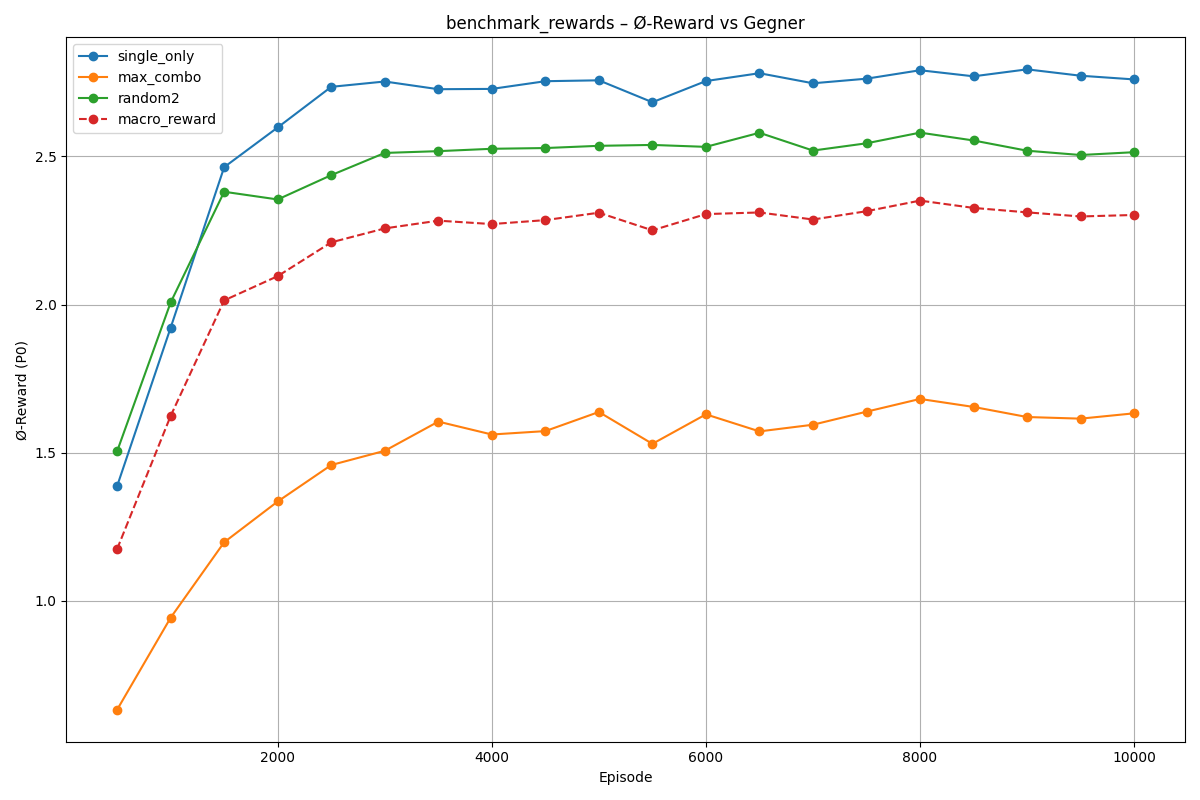 benchmark_rewards – Ø-Reward vs Gegner
single_only
max_combo
random2
macro_reward
Ø-Reward (P0)
2.5
2.0
1.5
1.0
2000
4000
6000
8000
10000
Episode